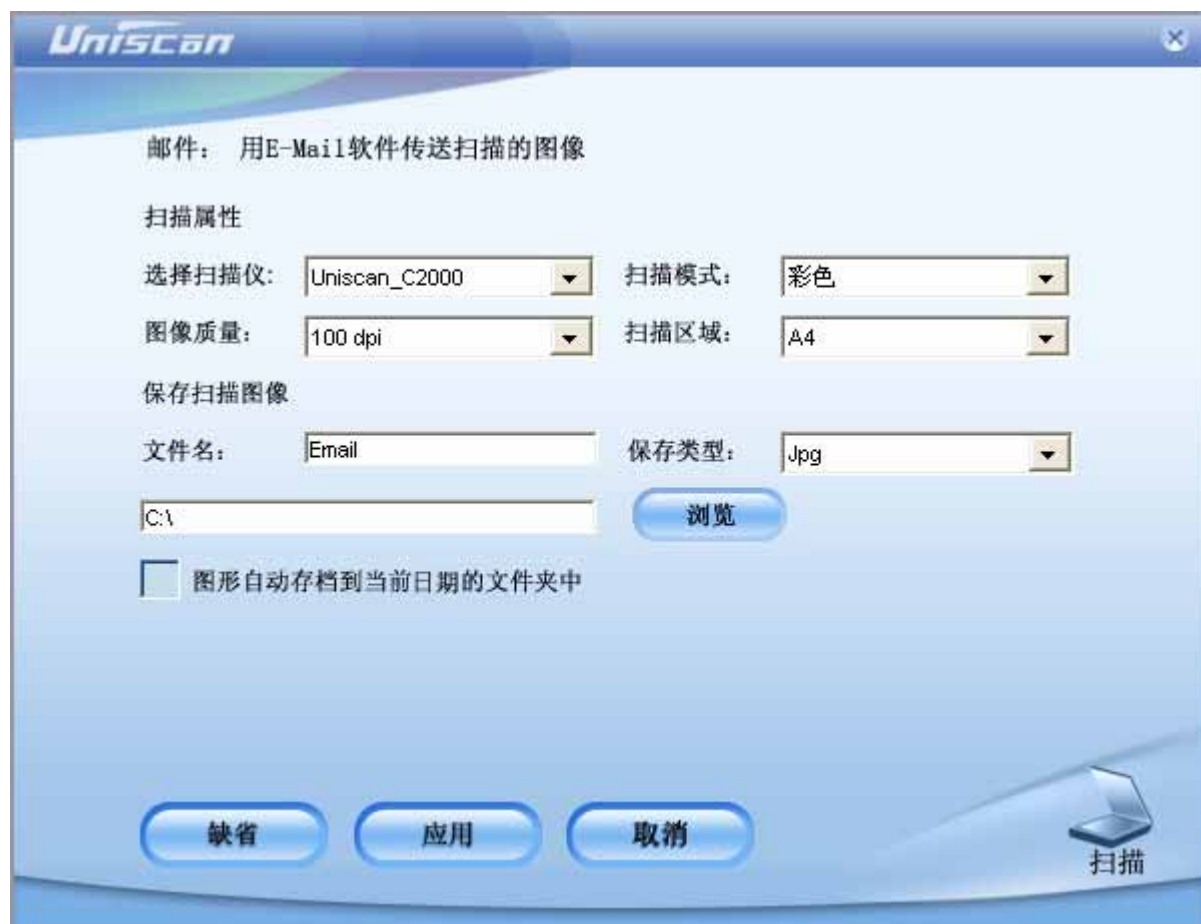 Uniscan
邮件： 用E-Mail软件传送扫描的图像
扫描属性
选择扫描仪: Uniscan_C2000 扫描模式： 彩色
图像质量： 100 dpi 扫描区域： A4
保存扫描图像
文件名： Email 保存类型： Jpg
C:\ 浏览
图形自动存档到当前日期的文件夹中
缺省 应用 取消
扫描